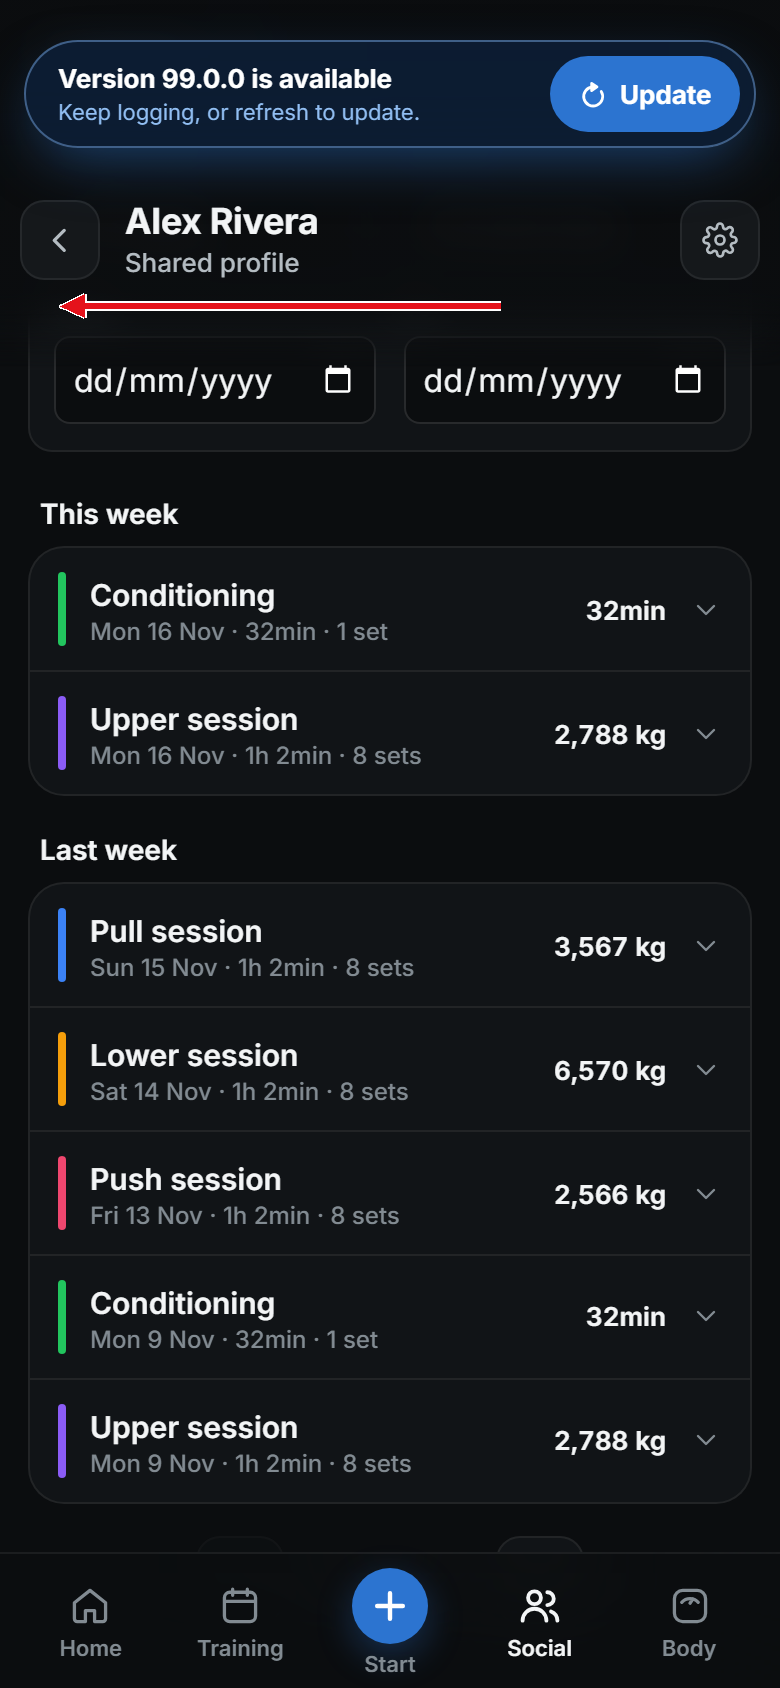 Version 99.0.0 is available
Keep logging, or refresh to update.
Update
Alex Rivera
Shared profile
dd/mm/yyyy
dd/mm/yyyy
This week
Conditioning
Mon 16 Nov · 32min · 1 set
32min
Upper session
Mon 16 Nov · 1h 2min · 8 sets
2,788 kg
Last week
Pull session
Sun 15 Nov · 1h 2min · 8 sets
3,567 kg
Lower session
Sat 14 Nov · 1h 2min · 8 sets
6,570 kg
Push session
Fri 13 Nov · 1h 2min · 8 sets
2,566 kg
Conditioning
Mon 9 Nov · 32min · 1 set
32min
Upper session
Mon 9 Nov · 1h 2min · 8 sets
2,788 kg
Home
Training
Start
Social
Body